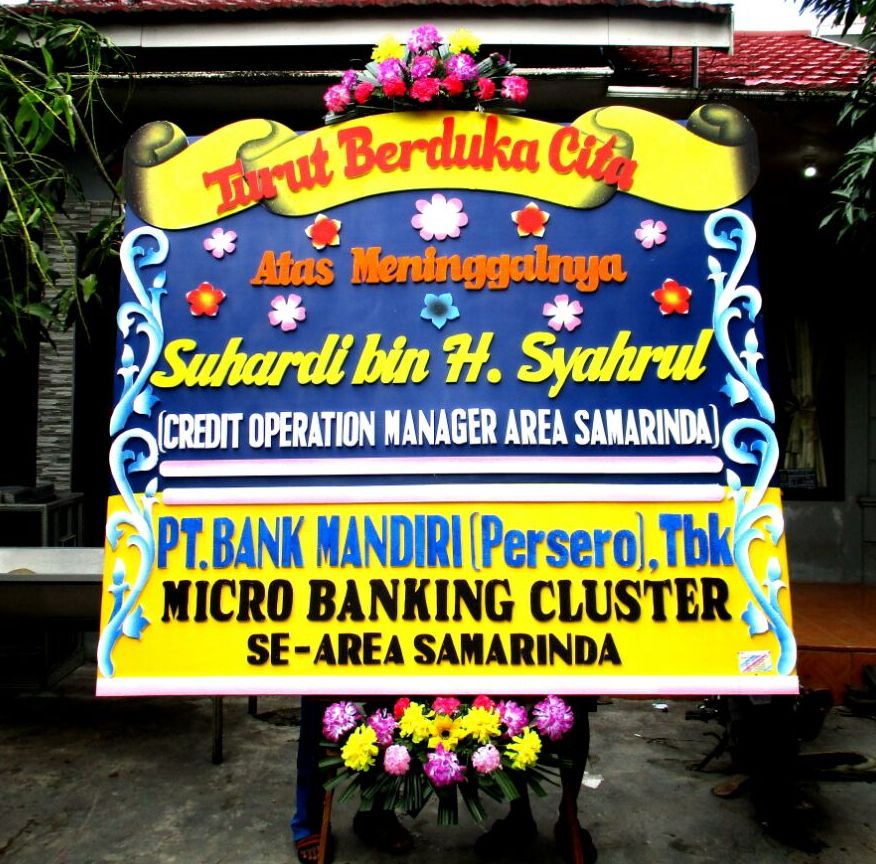 Turut Berduka Cita
Atas Meninggalnya
Suhardi bin H. Syahrul
(CREDIT OPERATION MANAGER AREA SAMARINDA)
PT. BANK MANDIRI (Persero), Tbk
MICRO BANKING CLUSTER
SE-AREA SAMARINDA